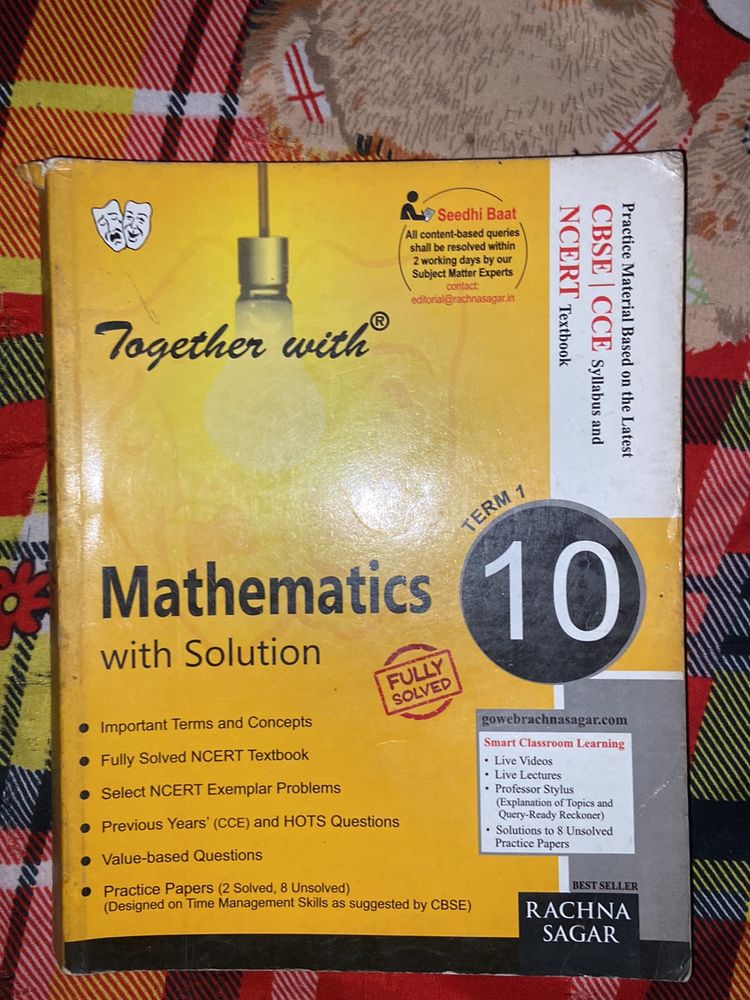 Seedhi Baat
All content-based queries
shall be resolved within
2 working days by our
Subject Matter Experts
contact:
editorial@rachnasagar.in
Practice Material Based on the Latest
CBSE | CCE Syllabus and
NCERT Textbook
Together with®
TERM 1
10
Mathematics
with Solution
FULLY
SOLVED
• Important Terms and Concepts
• Fully Solved NCERT Textbook
• Select NCERT Exemplar Problems
• Previous Years' (CCE) and HOTS Questions
• Value-based Questions
• Practice Papers (2 Solved, 8 Unsolved)
(Designed on Time Management Skills as suggested by CBSE)
gowebrachnasagar.com
Smart Classroom Learning
• Live Videos
• Live Lectures
• Professor Stylus
(Explanation of Topics and
Query-Ready Reckoner)
• Solutions to 8 Unsolved
Practice Papers
BEST SELLER
RACHNA
SAGAR